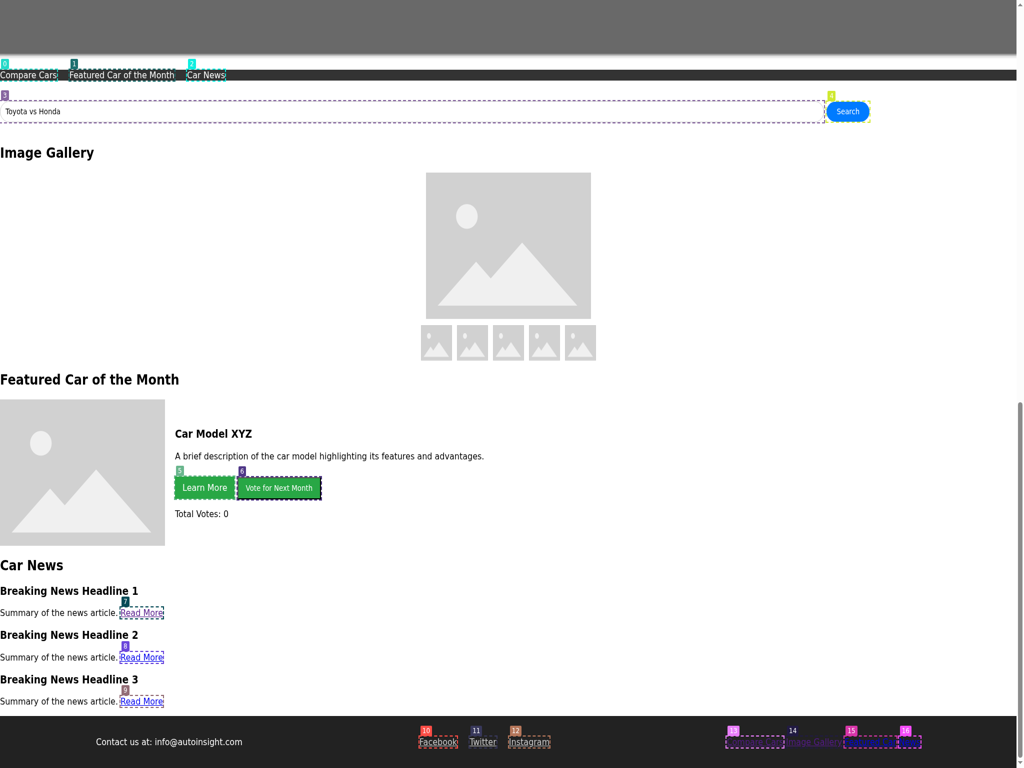 0 1 2
Compare Cars Featured Car of the Month Car News
3 4
Toyota vs Honda Search
Image Gallery
Featured Car of the Month
Car Model XYZ
A brief description of the car model highlighting its features and advantages.
5 6
Learn More Vote for Next Month
Total Votes: 0
Car News
Breaking News Headline 1
7
Summary of the news article. Read More
Breaking News Headline 2
8
Summary of the news article. Read More
Breaking News Headline 3
9
Summary of the news article. Read More
10 11 12 13 14 15 16
Contact us at: info@autoinsight.com Facebook Twitter Instagram Image Gallery